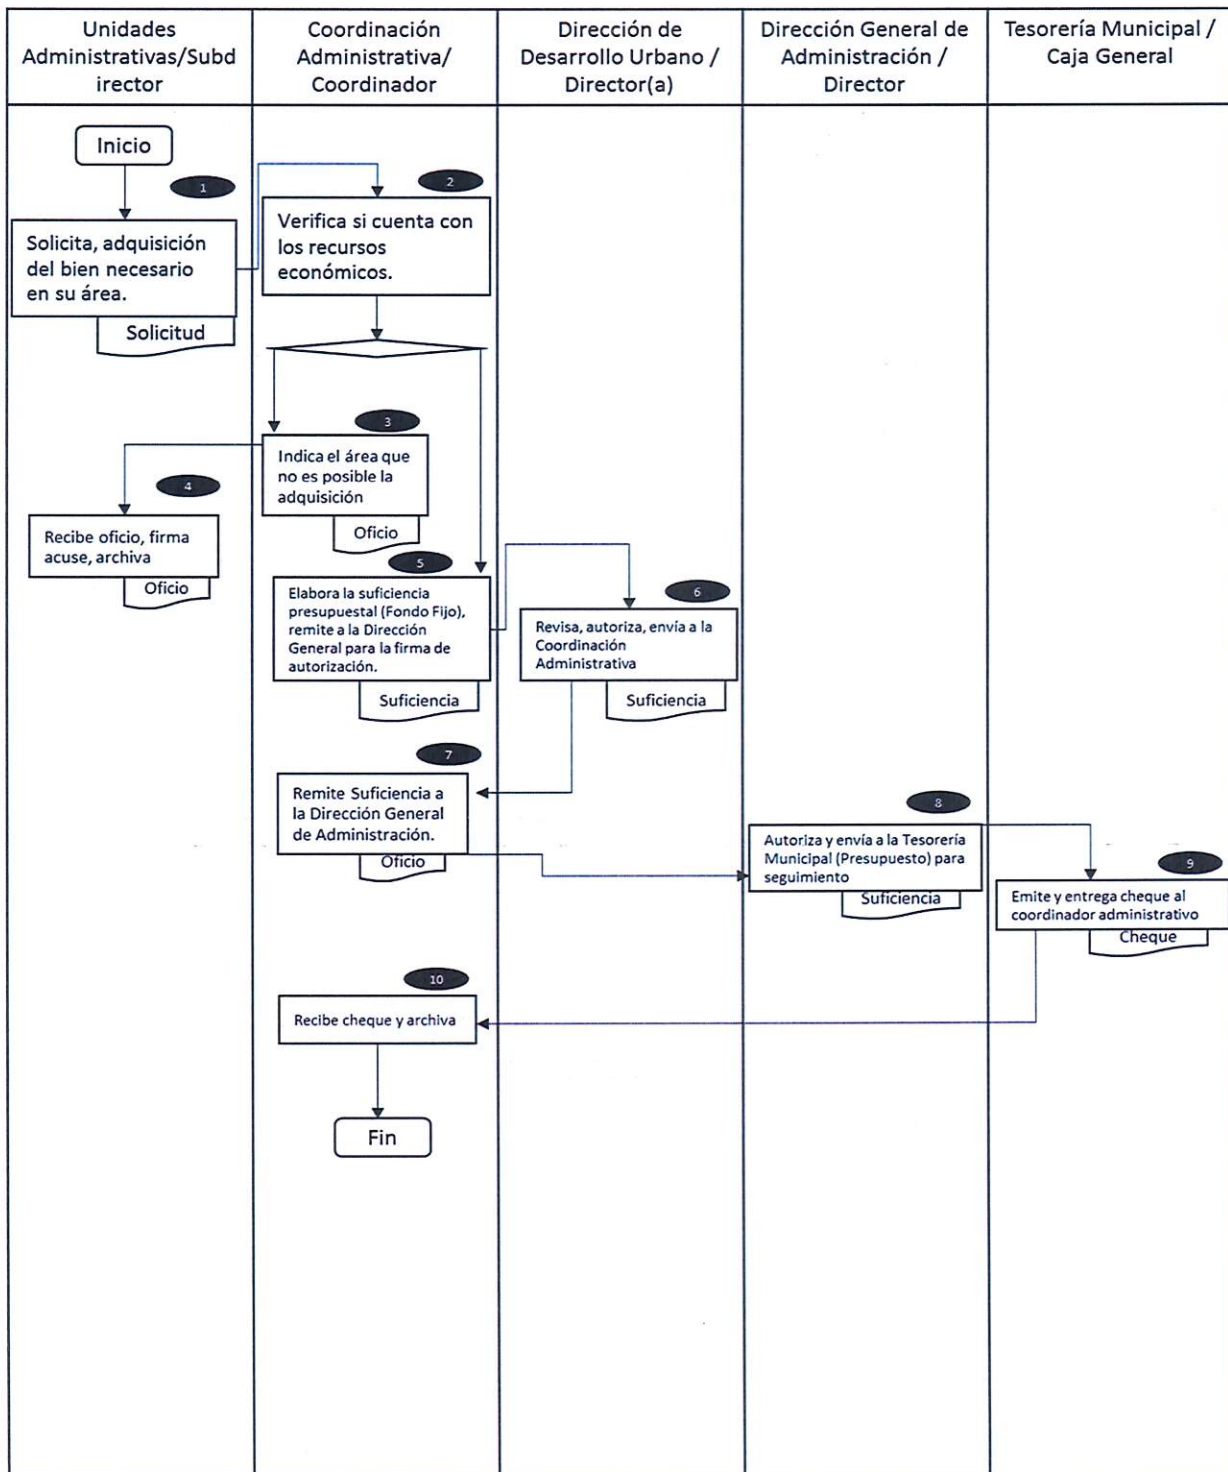 Unidades
Administrativas/Subd
irector
Coordinación
Administrativa/
Coordinador
Dirección de
Desarrollo Urbano /
Director(a)
Dirección General de
Administración /
Director
Tesorería Municipal /
Caja General
Inicio
1
Solicita, adquisición
del bien necesario
en su área.
Solicitud
2
Verifica si cuenta con
los recursos
económicos.
3
Indica el área que
no es posible la
adquisición
Oficio
4
Recibe oficio, firma
acuse, archiva
Oficio
5
Elabora la suficiencia
presupuestal (Fondo Fijo),
remite a la Dirección
General para la firma de
autorización.
Suficiencia
6
Revisa, autoriza, envía a la
Coordinación
Administrativa
Suficiencia
7
Remite Suficiencia a
la Dirección General
de Administración.
Oficio
8
Autoriza y envía a la Tesorería
Municipal (Presupuesto) para
seguimiento
Suficiencia
9
Emite y entrega cheque al
coordinador administrativo
Cheque
10
Recibe cheque y archiva
Fin